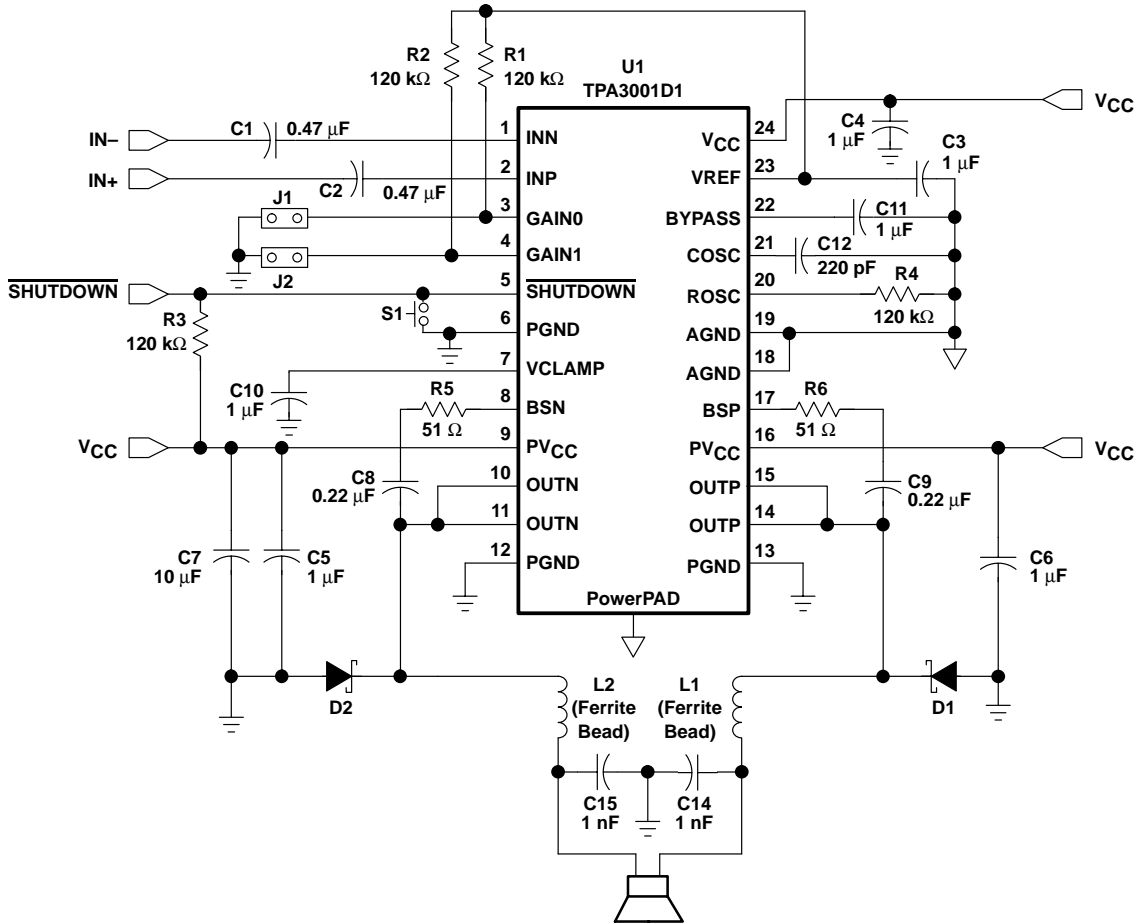 R2
120 kΩ
R1
120 kΩ
U1
TPA3001D1
IN–
C1
0.47 µF
1
INN
IN+
C2
0.47 µF
2
INP
J1
3
GAIN0
J2
4
GAIN1
SHUTDOWN
5
SHUTDOWN
R3
120 kΩ
S1
6
PGND
7
VCLAMP
C10
1 µF
R5
51 Ω
8
BSN
VCC
9
PVCC
C8
0.22 µF
10
OUTN
11
OUTN
C7
10 µF
C5
1 µF
12
PGND
24
VCC
C4
1 µF
VCC
23
VREF
C3
1 µF
22
BYPASS
C11
1 µF
21
COSC
C12
220 pF
20
ROSC
R4
120 kΩ
19
AGND
18
AGND
17
BSP
R6
51 Ω
16
PVCC
VCC
15
OUTP
C9
0.22 µF
14
OUTP
13
PGND
C6
1 µF
PowerPAD
D2
L2
(Ferrite
Bead)
L1
(Ferrite
Bead)
D1
C15
1 nF
C14
1 nF